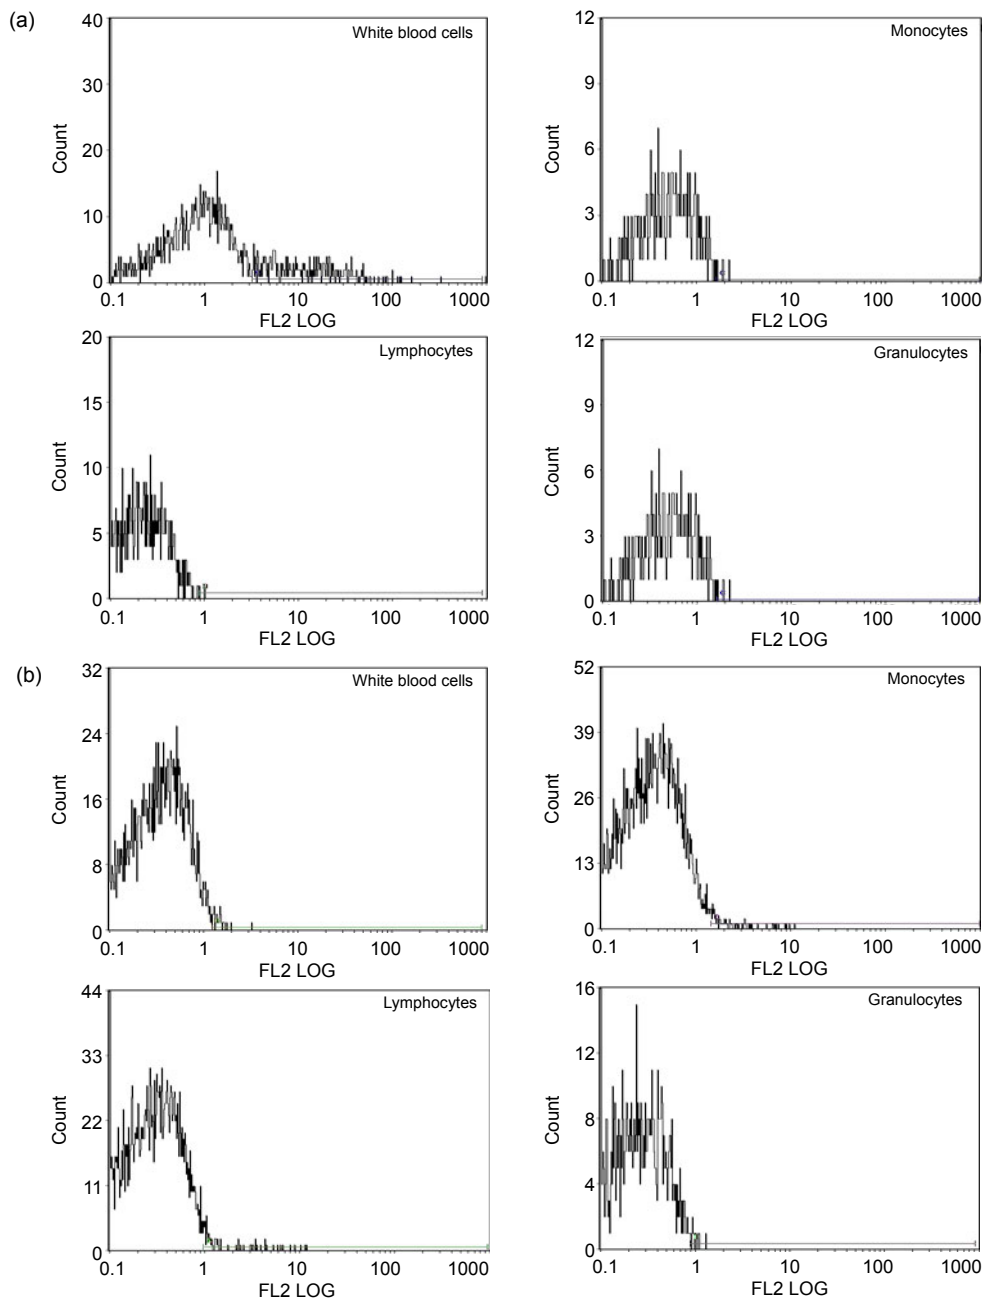 (a)
White blood cells
40
30
20
10
0
Count
0.1 1 10 100 1000
FL2 LOG
Monocytes
12
9
6
3
0
Count
0.1 1 10 100 1000
FL2 LOG
Lymphocytes
20
15
10
5
0
Count
0.1 1 10 100 1000
FL2 LOG
Granulocytes
12
9
6
3
0
Count
0.1 1 10 100 1000
FL2 LOG
(b)
White blood cells
32
24
16
8
0
Count
0.1 1 10 100 1000
FL2 LOG
Monocytes
52
39
26
13
0
Count
0.1 1 10 100 1000
FL2 LOG
Lymphocytes
44
33
22
11
0
Count
0.1 1 10 100 1000
FL2 LOG
Granulocytes
16
12
8
4
0
Count
0.1 1 10 100 1000
FL2 LOG